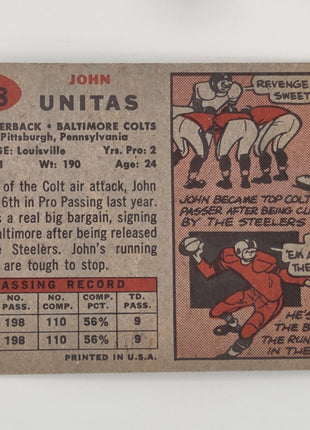 8
JOHN
UNITAS
ERBACK • BALTIMORE COLTS
Pittsburgh, Pennsylvania
GE: Louisville Yrs. Pro: 2
1 Wt: 190 Age: 24
of the Colt air attack, John
6th in Pro Passing last year.
s a real big bargain, signing
altimore after being released
e Steelers. John's running
are tough to stop.
ASSING RECORD
NO. PASS. NO. COMP. COMP. PCT. TD. PASS.
198 110 56% 9
198 110 56% 9
PRINTED IN U.S.A.
REVENGE
SWEET
JOHN BECAME TOP COLT
PASSER AFTER BEING CU
BY THE STEELERS
'EM A
THE
HE'S
THE B
THE RUN
IN THE